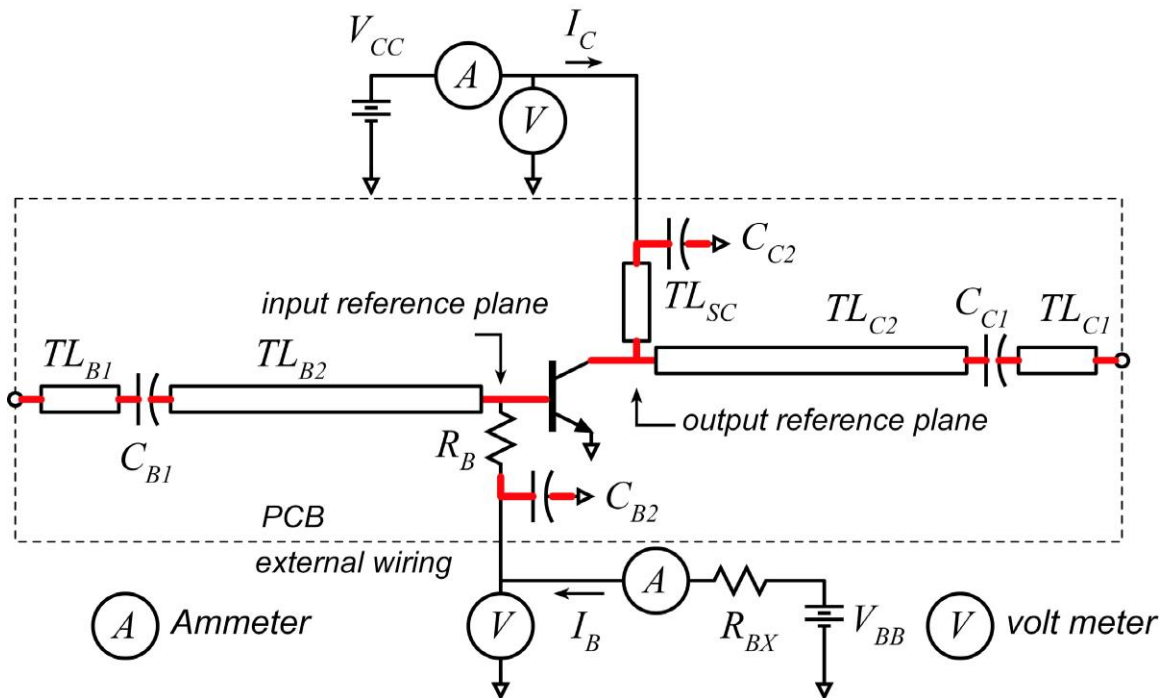 V_CC
I_C
A
V
C_C2
input reference plane
TL_SC
TL_B1
TL_B2
TL_C2
C_C1
TL_C1
C_B1
R_B
output reference plane
C_B2
PCB
external wiring
A
Ammeter
V
I_B
A
R_BX
V_BB
V
volt meter